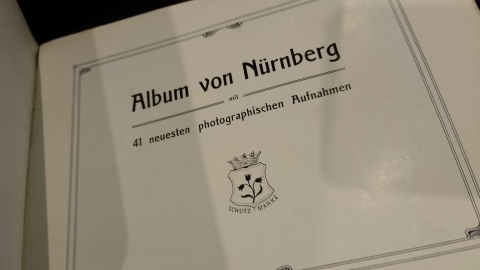 Album von Nürnberg
mit
41 neuesten photographischen Aufnahmen
SCHUTZ MARKE